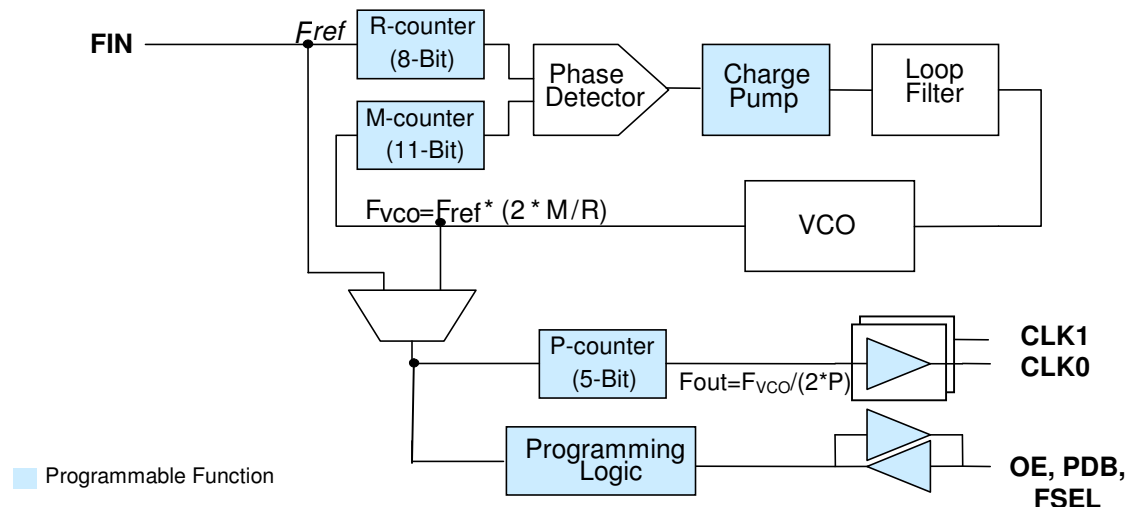 FIN
Fref
R-counter
(8-Bit)
M-counter
(11-Bit)
Phase
Detector
Charge
Pump
Loop
Filter
FVCO=Fref* (2 * M/R)
VCO
P-counter
(5-Bit)
Fout=FVCO/(2*P)
CLK1
CLK0
Programming
Logic
OE, PDB,
FSEL
Programmable Function